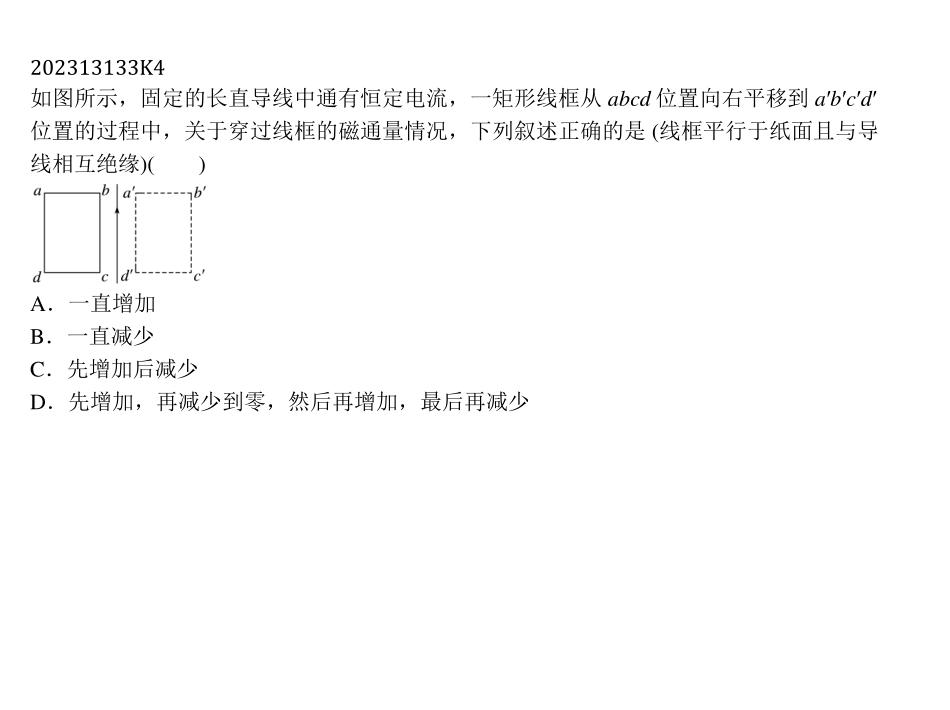 202313133K4
如图所示，固定的长直导线中通有恒定电流，一矩形线框从 abcd 位置向右平移到 a′b′c′d′
位置的过程中，关于穿过线框的磁通量情况，下列叙述正确的是 (线框平行于纸面且与导
线相互绝缘)(　　)
a b a′ b′
d c d′ c′
A．一直增加
B．一直减少
C．先增加后减少
D．先增加，再减少到零，然后再增加，最后再减少